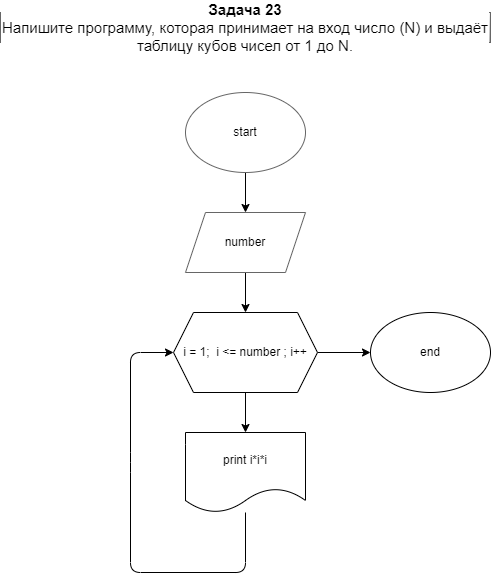 Задача 23
Напишите программу, которая принимает на вход число (N) и выдаёт
таблицу кубов чисел от 1 до N.
start
number
i = 1; i <= number ; i++
end
print i*i*i